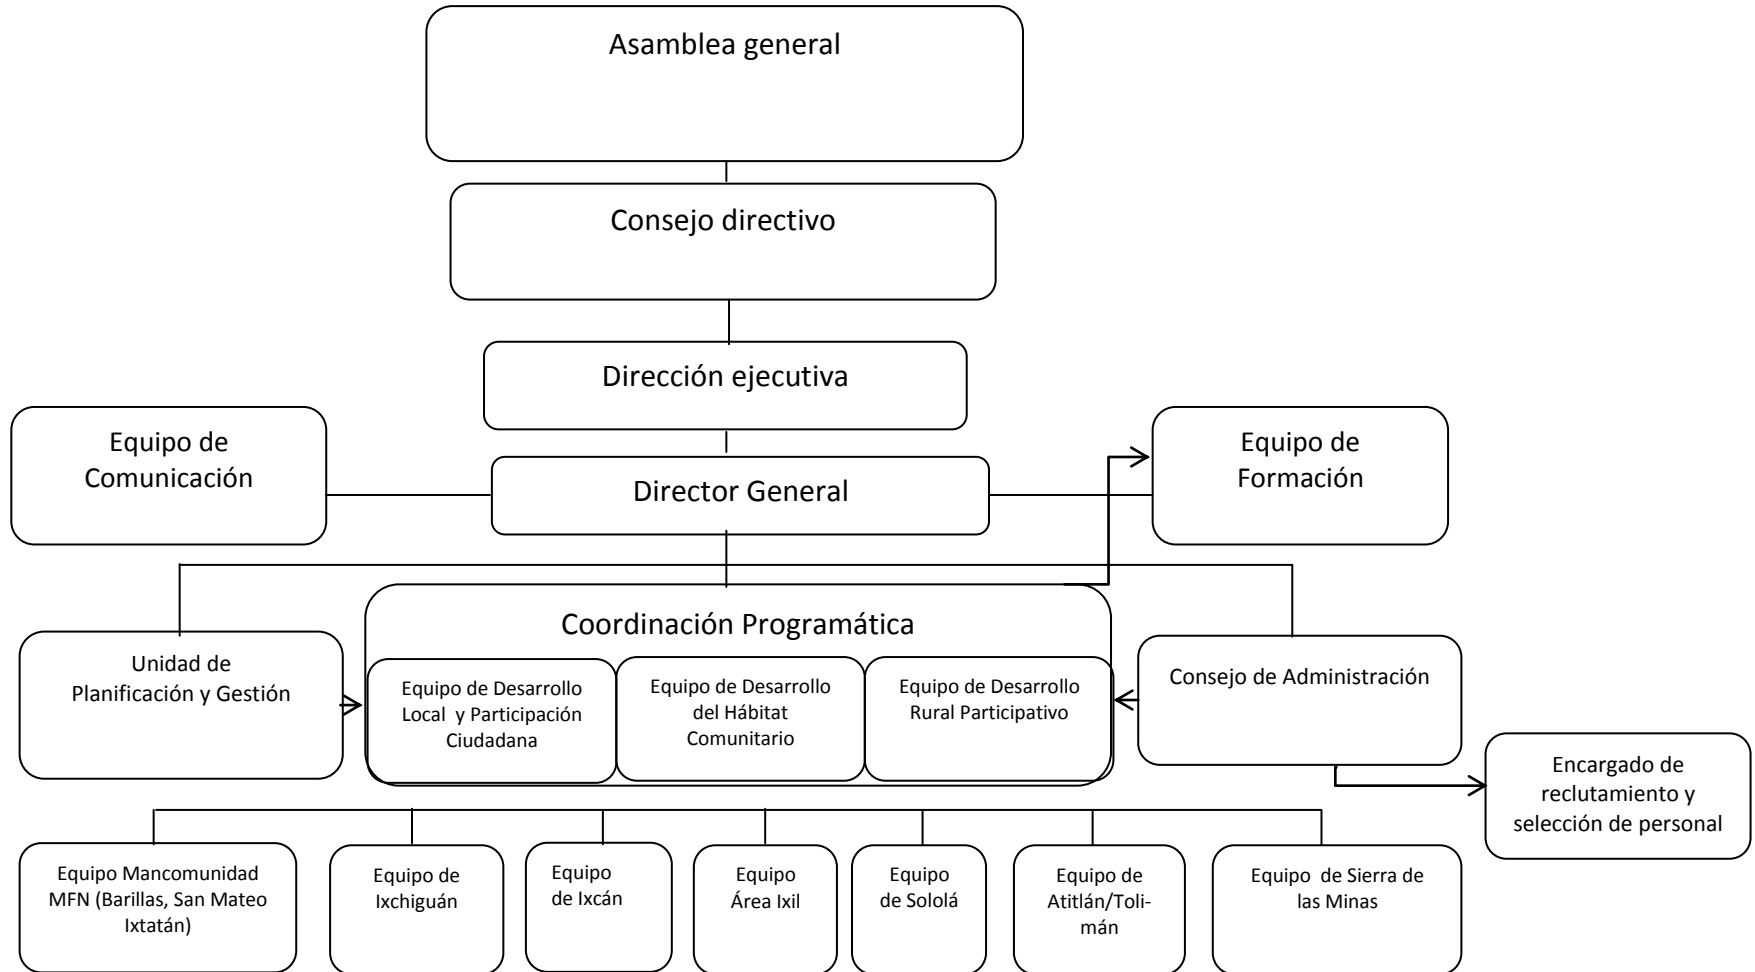 Asamblea general
Consejo directivo
Dirección ejecutiva
Equipo de
Comunicación
Director General
Equipo de
Formación
Coordinación Programática
Unidad de
Planificación y Gestión
Equipo de Desarrollo
Local y Participación
Ciudadana
Equipo de Desarrollo
del Hábitat
Comunitario
Equipo de Desarrollo
Rural Participativo
Consejo de Administración
Encargado de
reclutamiento y
selección de personal
Equipo Mancomunidad
MFN (Barillas, San Mateo
Ixtatán)
Equipo de
Ixchiguán
Equipo
de Ixcán
Equipo
Área Ixil
Equipo
de Sololá
Equipo de
Atitlán/Toli-
mán
Equipo de Sierra de
las Minas